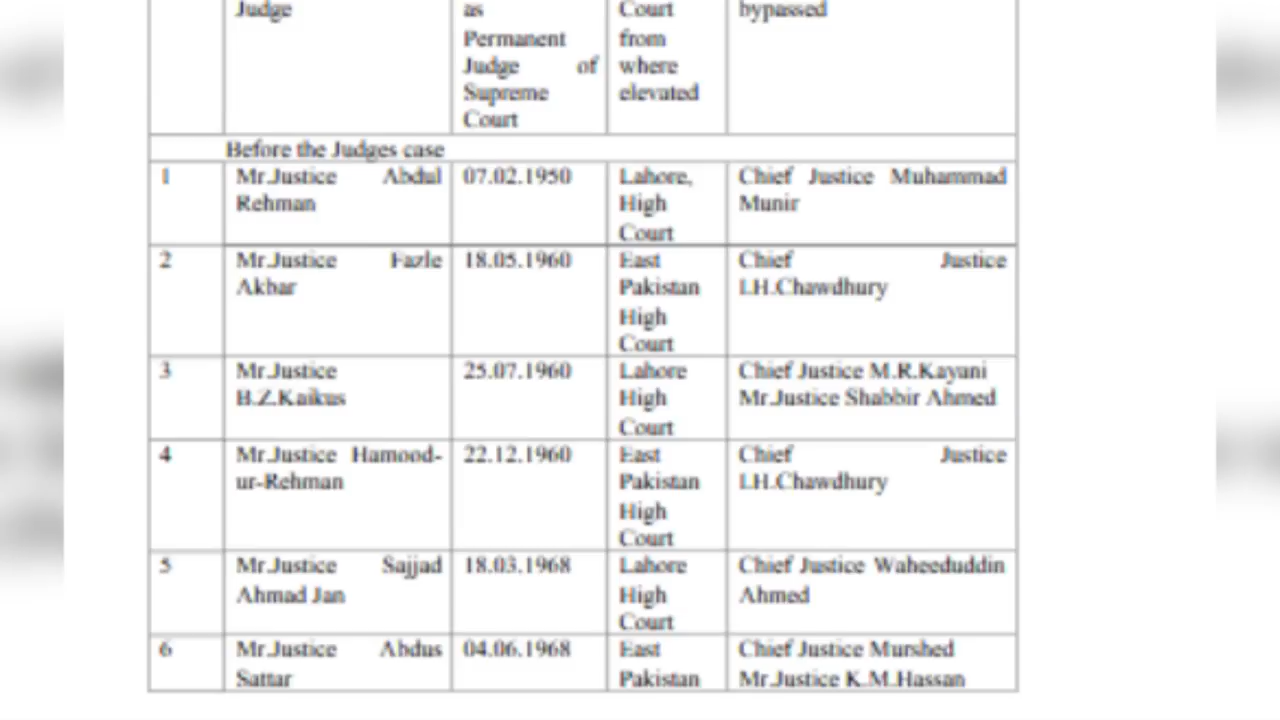 Judge
as
Permanent
Judge of
Supreme
Court
Court
from
where
elevated
bypassed
Before the Judges case
1
Mr.Justice Abdul
Rehman
07.02.1950
Lahore,
High
Court
Chief Justice Muhammad
Munir
2
Mr.Justice Fazle
Akbar
18.05.1960
East
Pakistan
High
Court
Chief Justice
I.H.Chawdhury
3
Mr.Justice
B.Z.Kaikus
25.07.1960
Lahore
High
Court
Chief Justice M.R.Kayani
Mr.Justice Shabbir Ahmed
4
Mr.Justice Hamood-
ur-Rehman
22.12.1960
East
Pakistan
High
Court
Chief Justice
I.H.Chawdhury
5
Mr.Justice Sajjad
Ahmad Jan
18.03.1968
Lahore
High
Court
Chief Justice Waheeduddin
Ahmed
6
Mr.Justice Abdus
Sattar
04.06.1968
East
Pakistan
Chief Justice Murshed
Mr.Justice K.M.Hassan